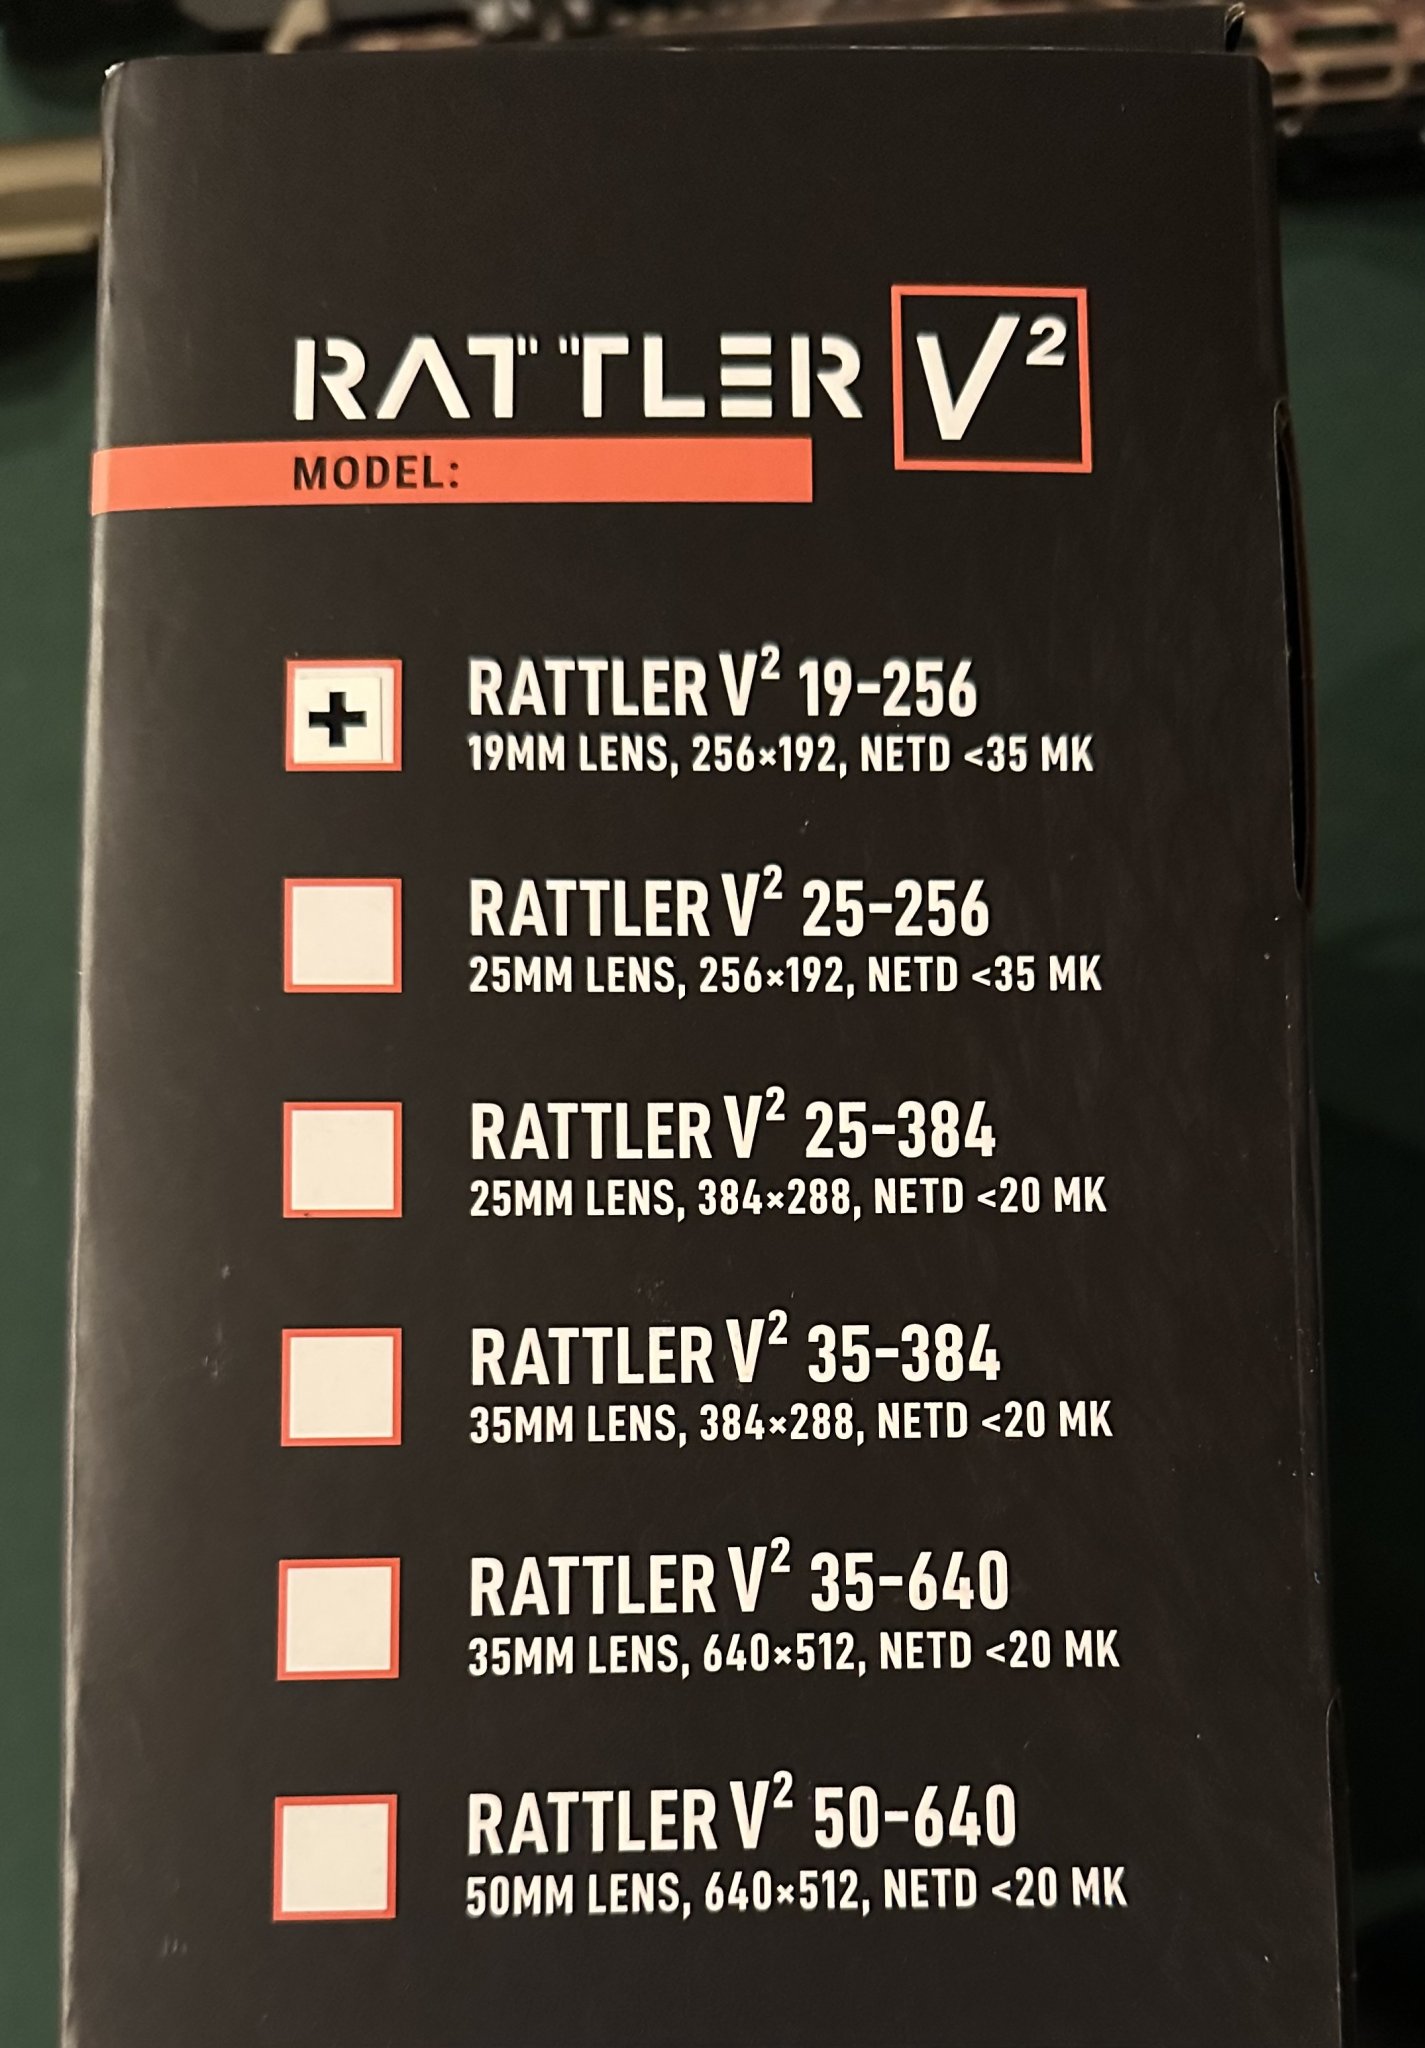 RATTLER V²
MODEL:
RATTLER V² 19-256
19MM LENS, 256×192, NETD <35 MK
RATTLER V² 25-256
25MM LENS, 256×192, NETD <35 MK
RATTLER V² 25-384
25MM LENS, 384×288, NETD <20 MK
RATTLER V² 35-384
35MM LENS, 384×288, NETD <20 MK
RATTLER V² 35-640
35MM LENS, 640×512, NETD <20 MK
RATTLER V² 50-640
50MM LENS, 640×512, NETD <20 MK